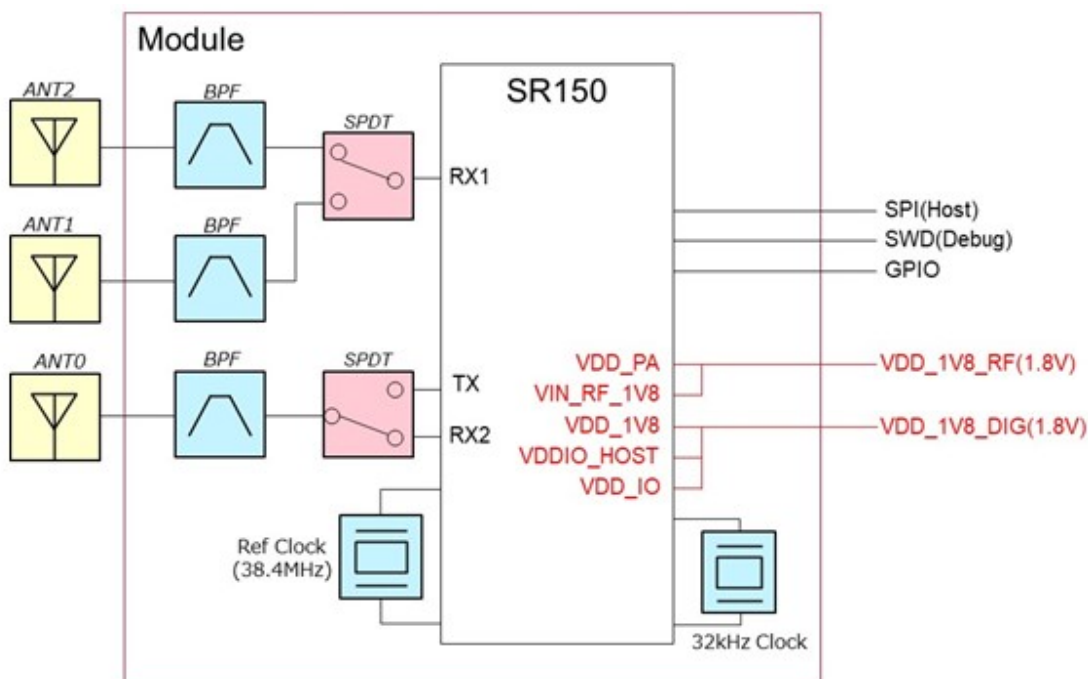 Module
SR150
ANT2
BPF
SPDT
RX1
ANT1
BPF
ANT0
BPF
SPDT
TX
RX2
SPI(Host)
SWD(Debug)
GPIO
VDD_PA
VDD_1V8_RF(1.8V)
VIN_RF_1V8
VDD_1V8
VDD_1V8_DIG(1.8V)
VDDIO_HOST
VDD_IO
Ref Clock
(38.4MHz)
32kHz Clock